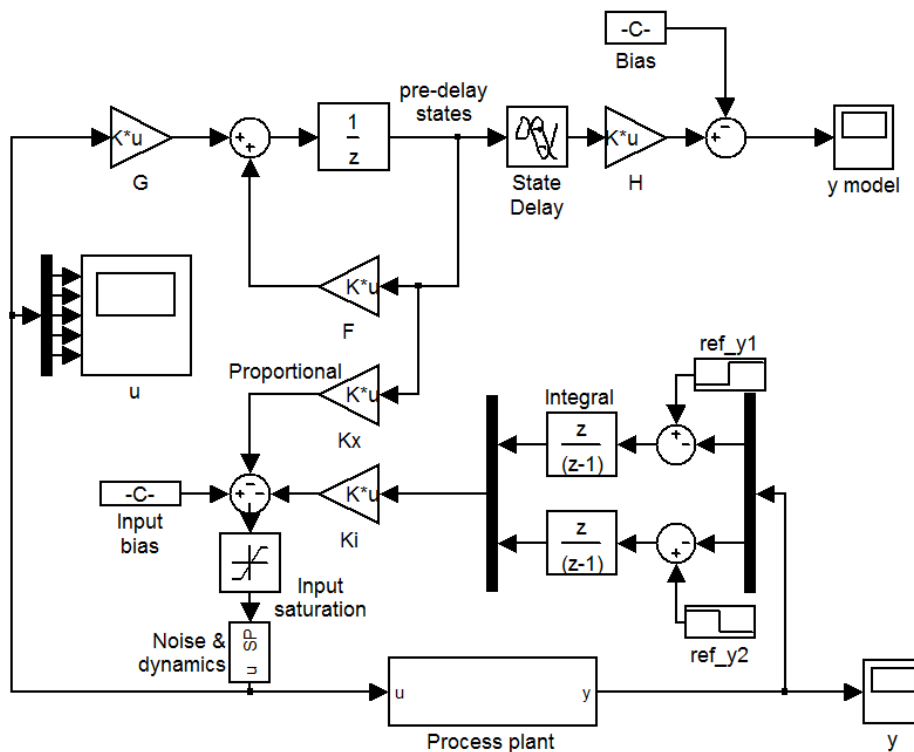 -C-
Bias
pre-delay
states
K*u
G
+
+
1
z
State
Delay
K*u
H
-
y model
K*u
F
u
Proportional
K*u
Kx
ref_y1
Integral
z
(z-1)
+
-
-C-
Input
bias
+
-
-
K*u
Ki
z
(z-1)
-
+
Input
saturation
ref_y2
Noise &
dynamics
u SP
u
y
Process plant
y